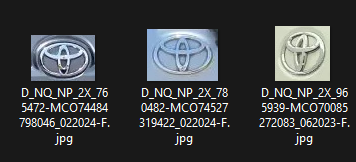 D_NQ_NP_2X_76
5472-MCO74484
798046_022024-F.
jpg
D_NQ_NP_2X_78
0482-MCO74527
319422_022024-F.
jpg
D_NQ_NP_2X_96
5939-MCO70085
272083_062023-F.
jpg